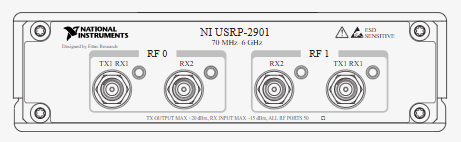 NATIONAL
INSTRUMENTS
Designed by Ettus Research
NI USRP-2901
70 MHz–6 GHz
ESD
SENSITIVE
RF 0
TX1 RX1
RX2
RF 1
RX2
TX1 RX1
TX OUTPUT MAX +20 dBm, RX INPUT MAX –15 dBm, ALL RF PORTS 50